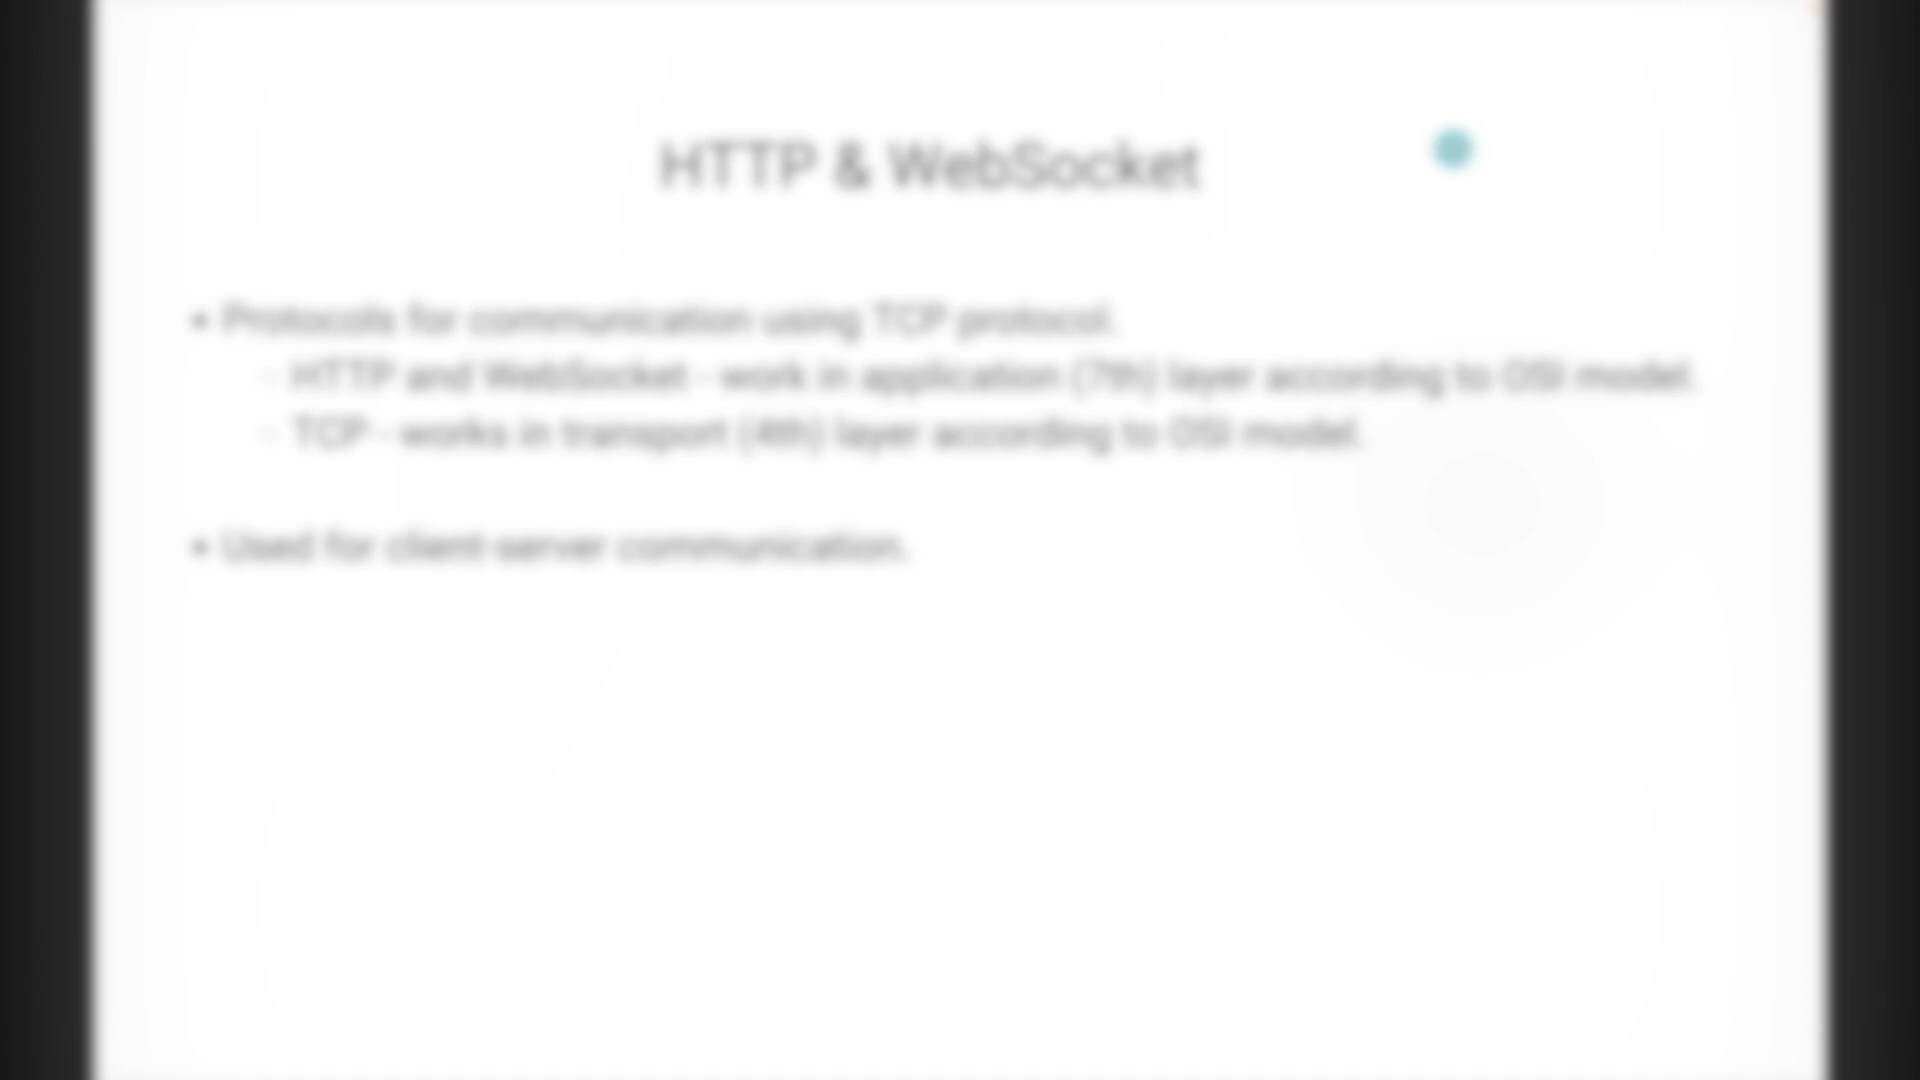 HTTP & WebSocket
• Protocols for communication using TCP protocol.
- HTTP and WebSocket - work in application (7th) layer according to OSI model.
- TCP - works in transport (4th) layer according to OSI model.
• Used for client-server communication.